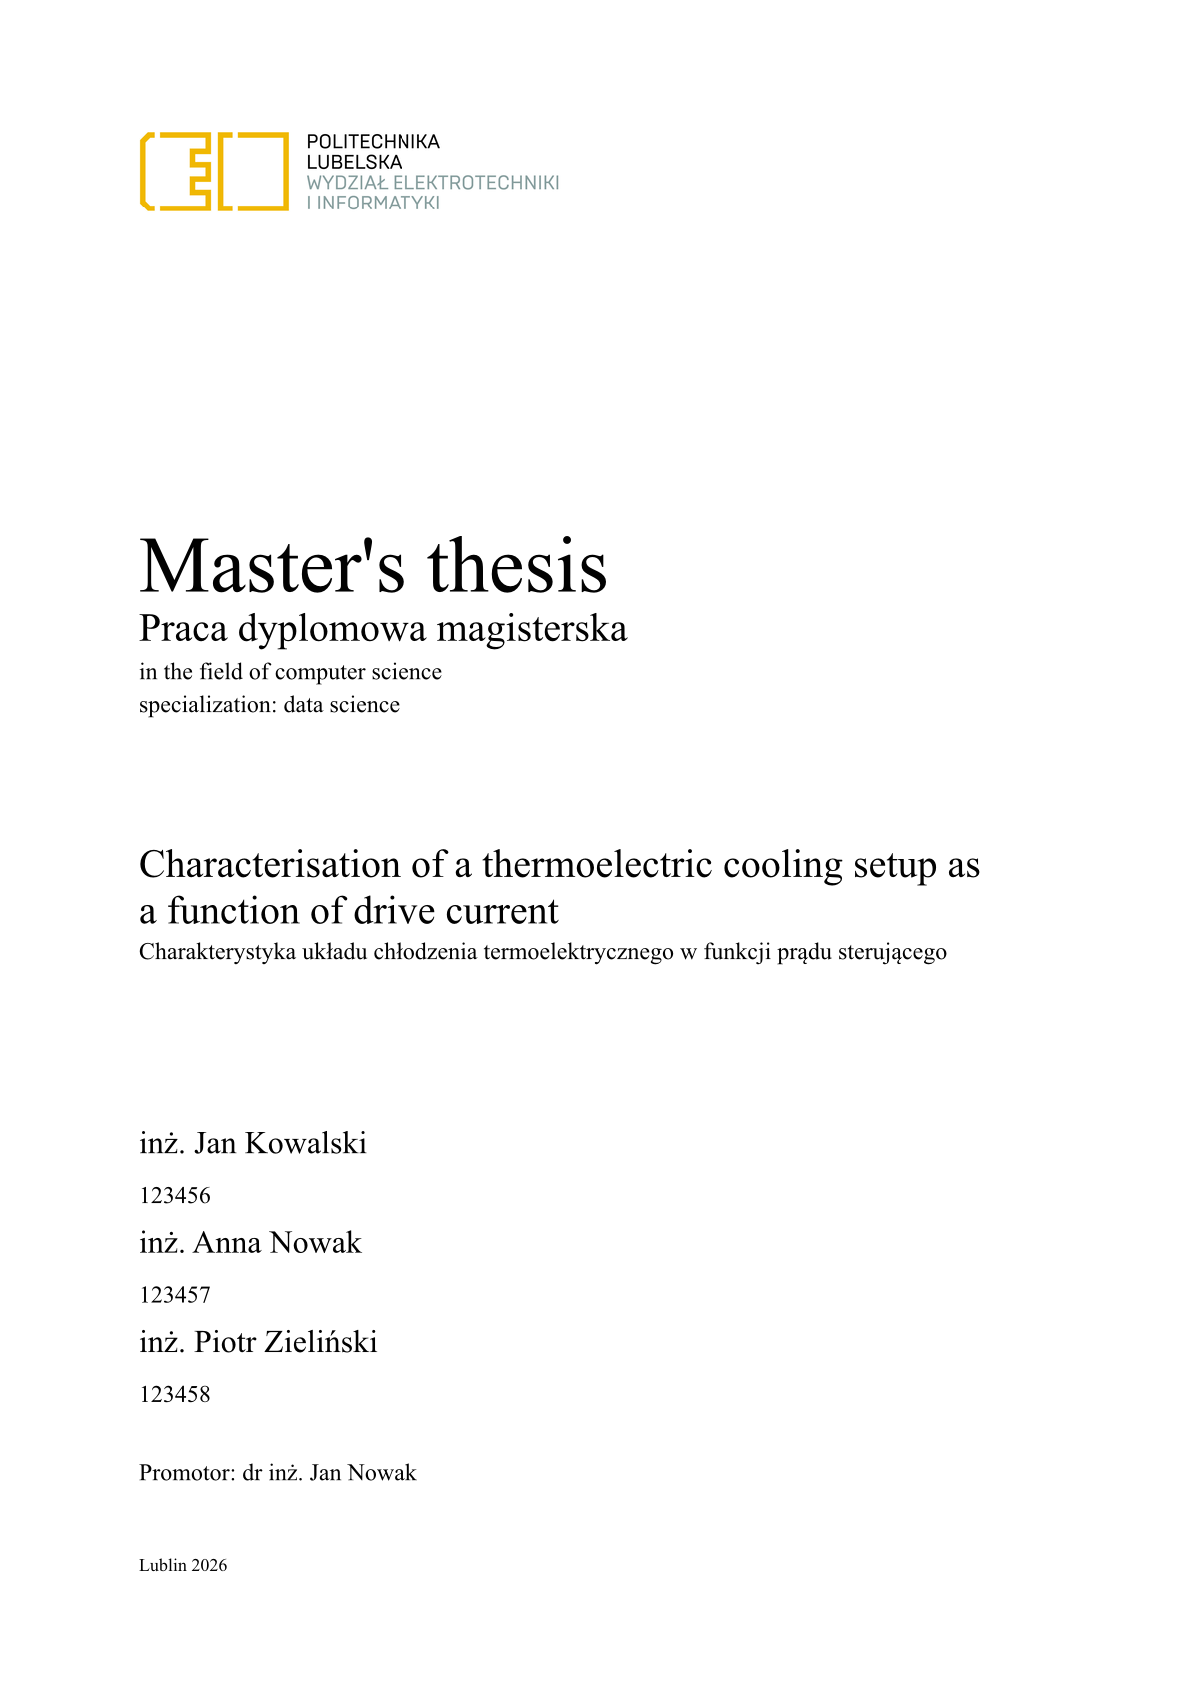 POLITECHNIKA
LUBELSKA
WYDZIAŁ ELEKTROTECHNIKI
I INFORMATYKI
Master's thesis
Praca dyplomowa magisterska
in the field of computer science
specialization: data science
Characterisation of a thermoelectric cooling setup as
a function of drive current
Charakterystyka układu chłodzenia termoelektrycznego w funkcji prądu sterującego
inż. Jan Kowalski
123456
inż. Anna Nowak
123457
inż. Piotr Zieliński
123458
Promotor: dr inż. Jan Nowak
Lublin 2026